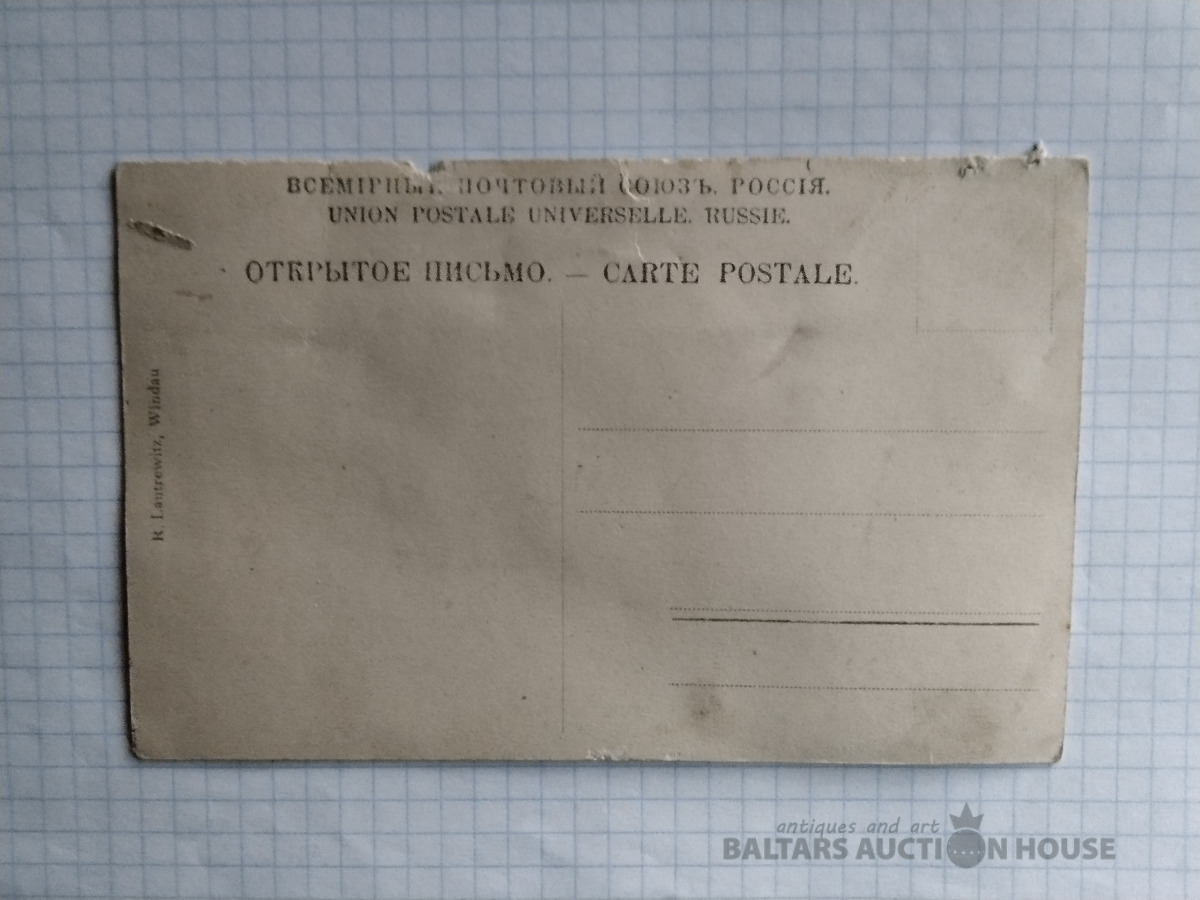 ВСЕМІРНЫЙ ПОЧТОВЫЙ СОЮЗЪ. РОССІЯ.
UNION POSTALE UNIVERSELLE. RUSSIE.
ОТКРЫТОЕ ПИСЬМО. — CARTE POSTALE.
R. Lautrewitz, Windau
antiques and art
BALTARS AUCTION HOUSE